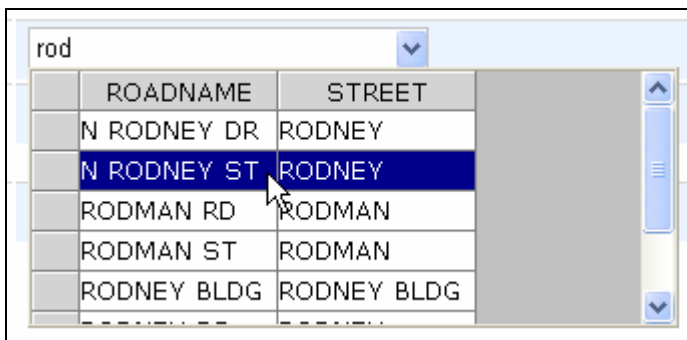 rod
ROADNAME STREET
N RODNEY DR RODNEY
N RODNEY ST RODNEY
RODMAN RD RODMAN
RODMAN ST RODMAN
RODNEY BLDG RODNEY BLDG